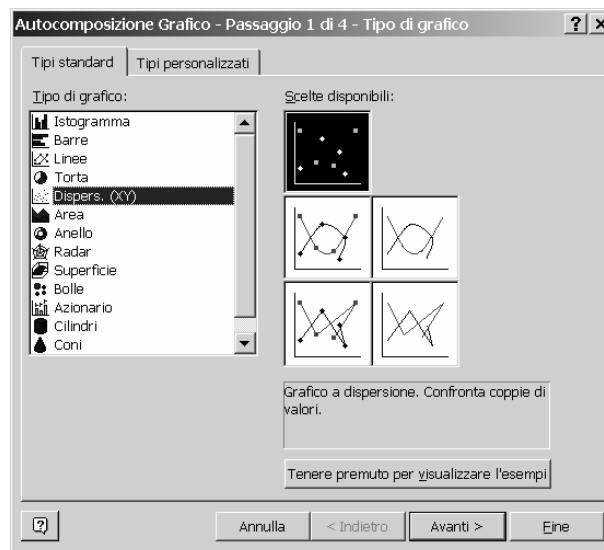 Autocomposizione Grafico - Passaggio 1 di 4 - Tipo di grafico
Tipi standard
Tipi personalizzati
Tipo di grafico:
Istogramma
Barre
Linee
Torta
Dispers. (XY)
Area
Anello
Radar
Superficie
Bolle
Azionario
Cilindri
Coni
Scelte disponibili:
Grafico a dispersione. Confronta coppie di
valori.
Tenere premuto per visualizzare l'esempi
Annulla
< Indietro
Avanti >
Fine